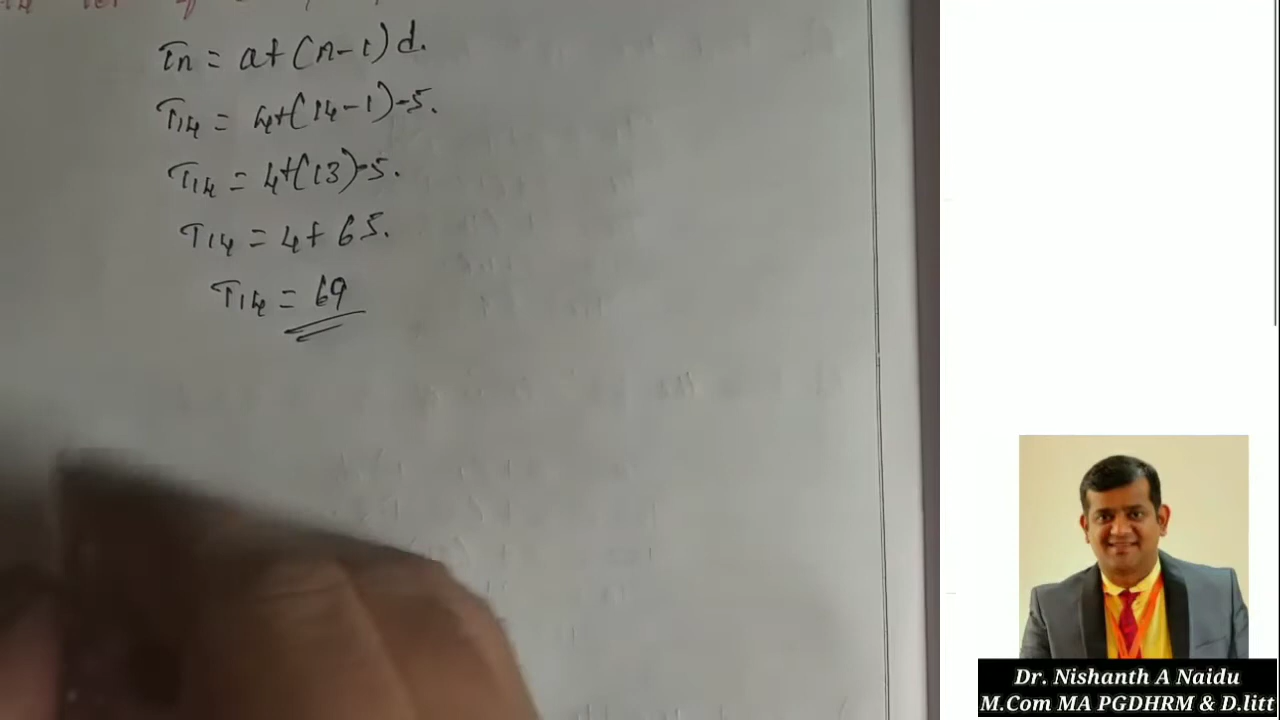 Tn = a+(n-1)d.
T14 = 4+(14-1)-5.
T14 = 4+(13)-5.
T14 = 4+65.
T14 = 69
Dr. Nishanth A Naidu
M.Com MA PGDHRM & D.litt